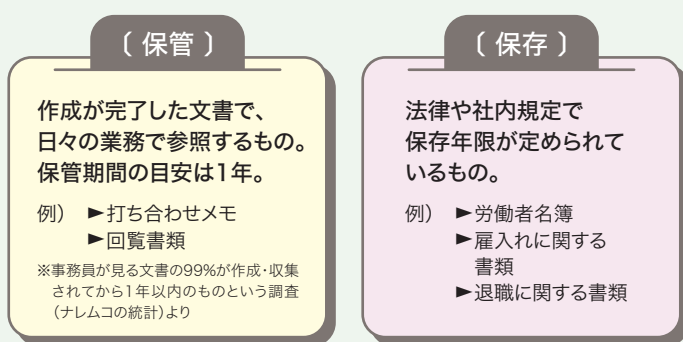 〔 保管 〕
作成が完了した文書で、
日々の業務で参照するもの。
保管期間の目安は1年。
例） ►打ち合わせメモ
►回覧書類
※事務員が見る文書の99%が作成・収集
されてから1年以内のものという調査
（ナレムコの統計）より
〔 保存 〕
法律や社内規定で
保存年限が定められて
いるもの。
例） ►労働者名簿
►雇入れに関する
書類
►退職に関する書類